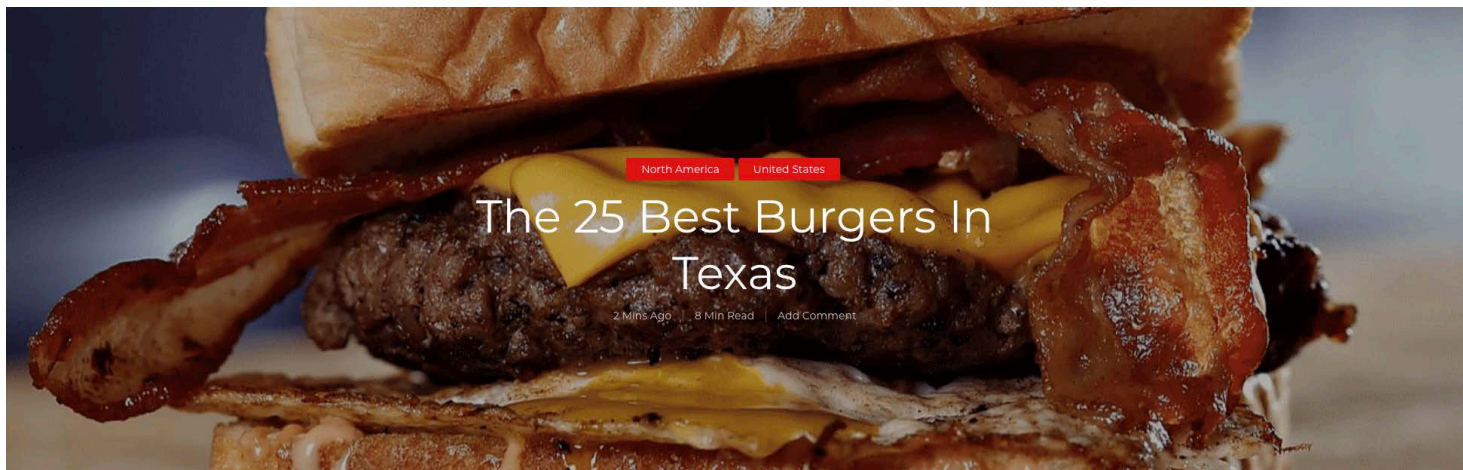 North America United States
The 25 Best Burgers In
Texas
2 Mins Ago 8 Min Read Add Comment